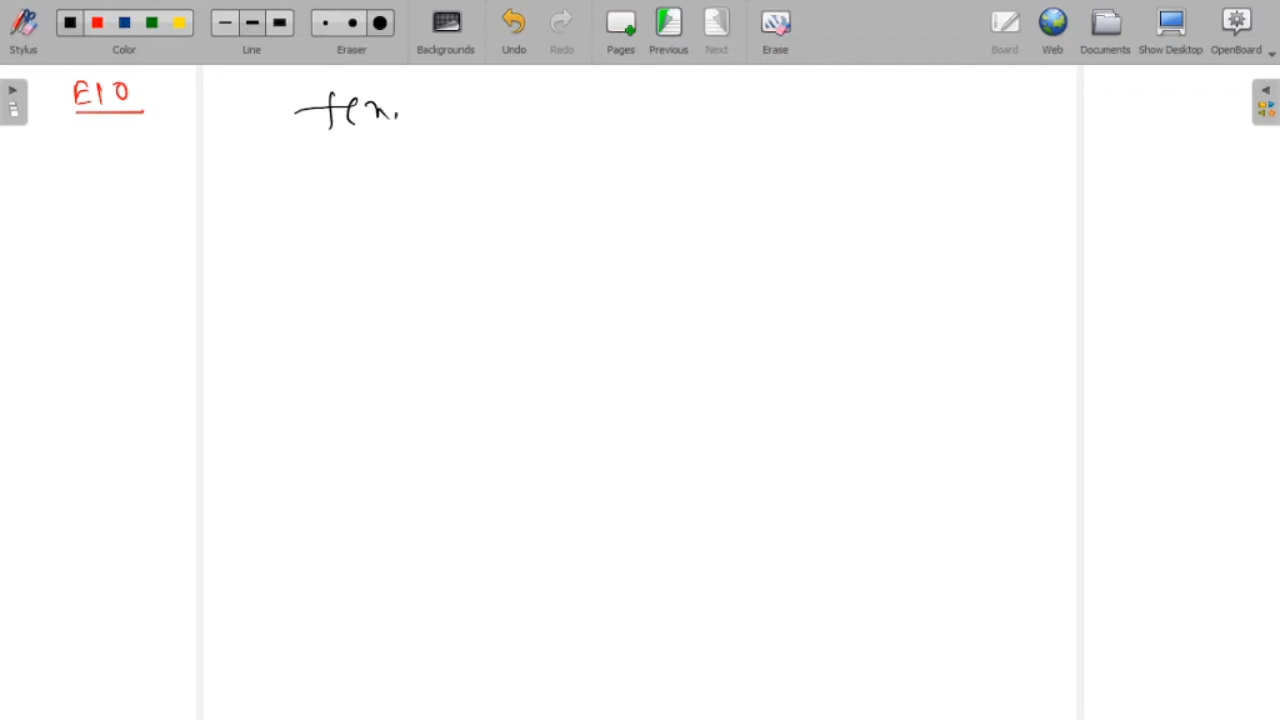 Stylus
Color
Line
Eraser
Backgrounds
Undo
Redo
Pages
Previous
Next
Erase
Board
Web
Documents
Show Desktop
OpenBoard
E10
f(x,